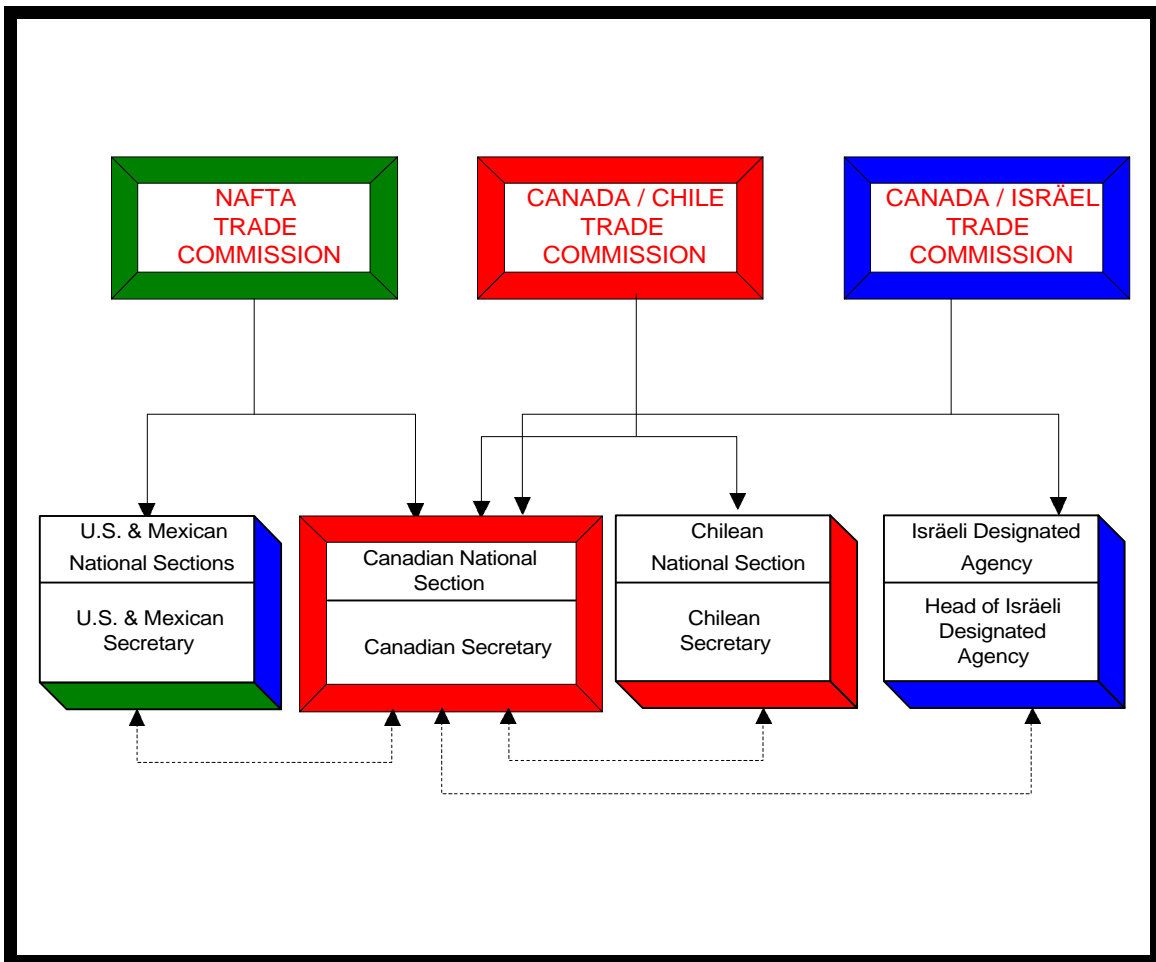 NAFTA
TRADE
COMMISSION
CANADA / CHILE
TRADE
COMMISSION
CANADA / ISRÄEL
TRADE
COMMISSION
U.S. & Mexican
National Sections
U.S. & Mexican
Secretary
Canadian National
Section
Canadian Secretary
Chilean
National Section
Chilean
Secretary
Isräeli Designated
Agency
Head of Isräeli
Designated
Agency